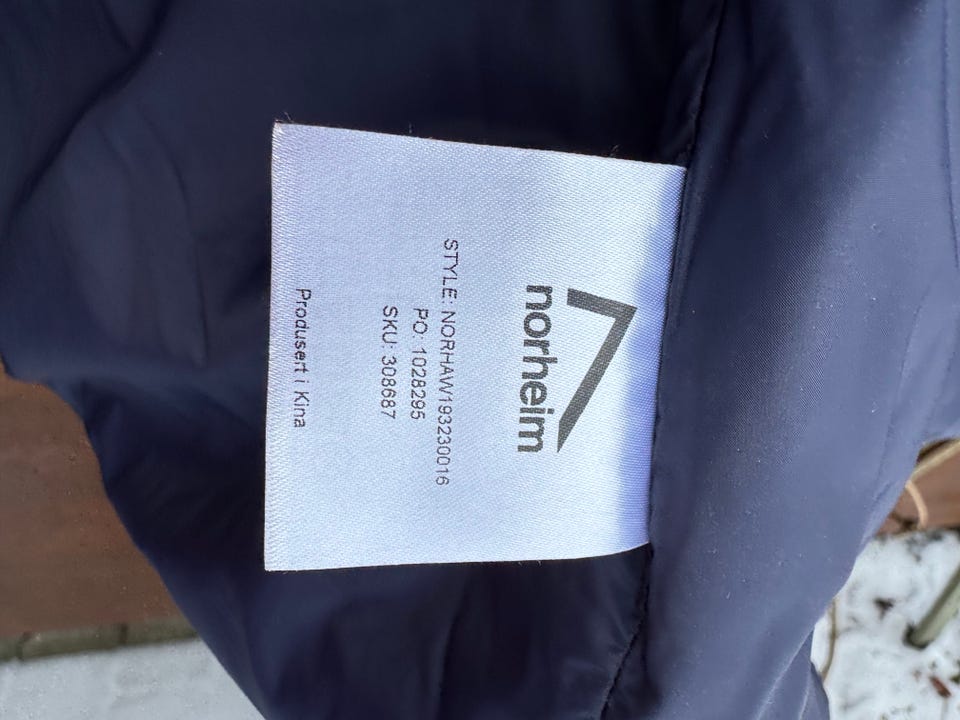 norheim
STYLE: NORHAW193230016
PO: 1028295
SKU: 308687
Produsert i Kina